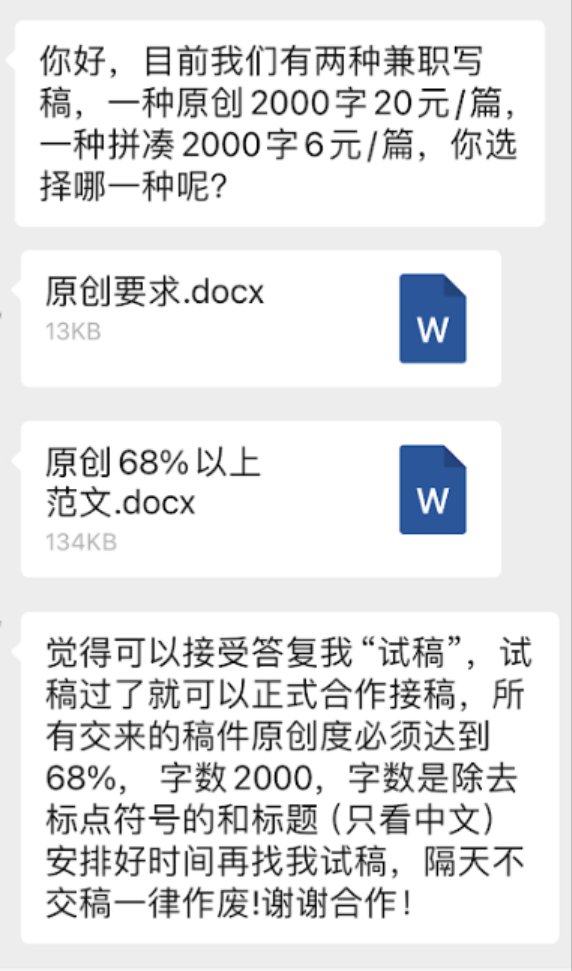 你好，目前我们有两种兼职写
稿，一种原创2000字20元/篇，
一种拼凑2000字6元/篇，你选
择哪一种呢？
原创要求.docx
13KB
W
原创68%以上
范文.docx
134KB
W
觉得可以接受答复我“试稿”，试
稿过了就可以正式合作接稿，所
有交来的稿件原创度必须达到
68%， 字数2000，字数是除去
标点符号的和标题（只看中文）
安排好时间再找我试稿，隔天不
交稿一律作废!谢谢合作！